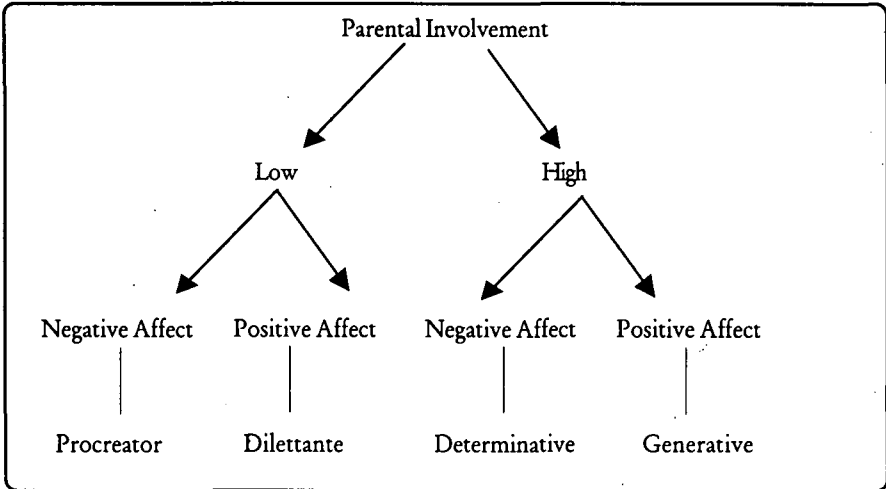 Parental Involvement
Low High
Negative Affect Positive Affect Negative Affect Positive Affect
Procreator Dilettante Determinative Generative